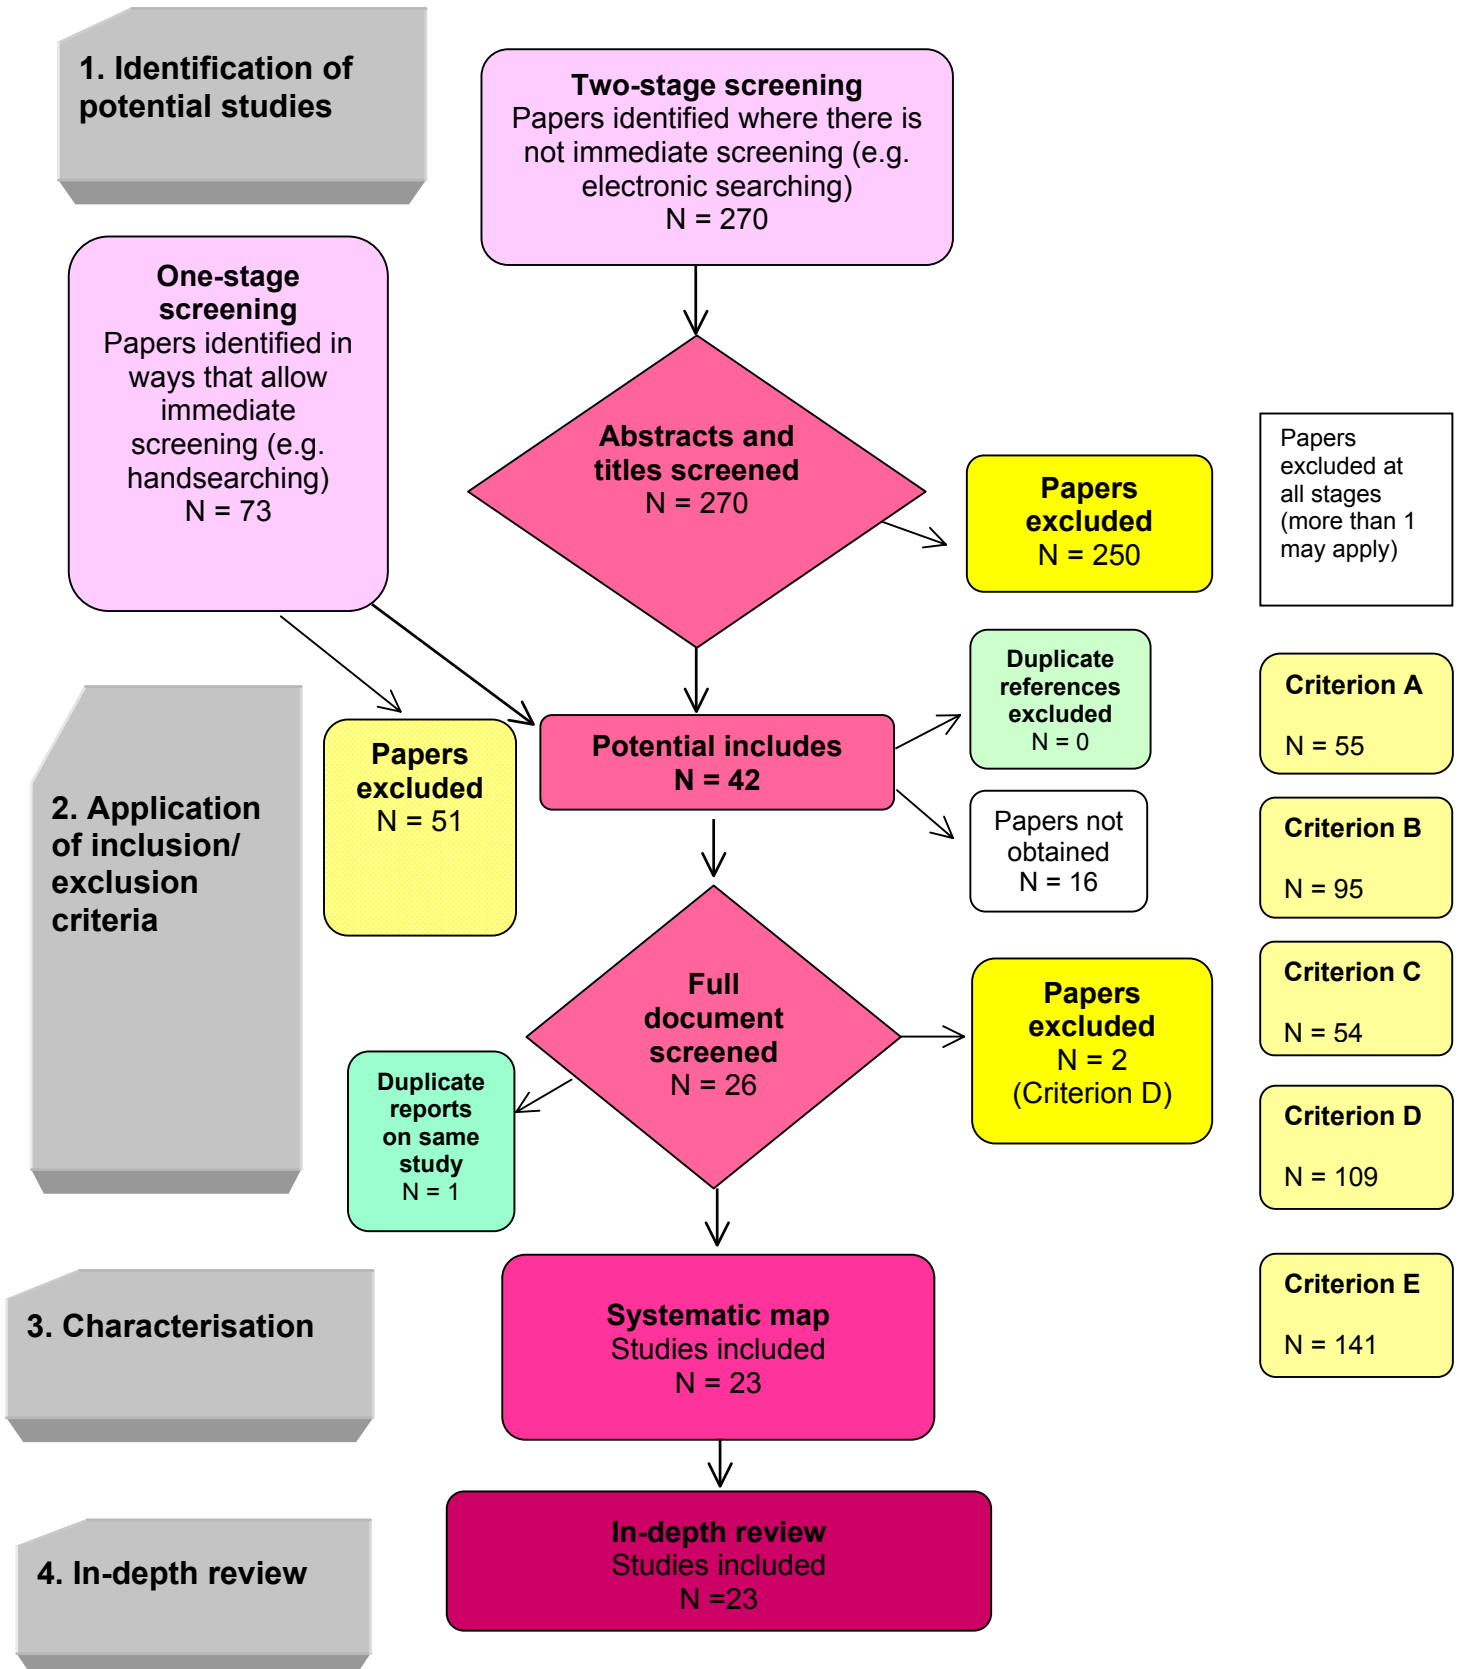 1. Identification of
potential studies
Two-stage screening
Papers identified where there is
not immediate screening (e.g.
electronic searching)
N = 270
One-stage
screening
Papers identified in
ways that allow
immediate
screening (e.g.
handsearching)
N = 73
Abstracts and
titles screened
N = 270
Papers
excluded
N = 250
Papers
excluded at
all stages
(more than 1
may apply)
2. Application
of inclusion/
exclusion
criteria
Papers
excluded
N = 51
Potential includes
N = 42
Duplicate
references
excluded
N = 0
Papers not
obtained
N = 16
Criterion A
N = 55
Criterion B
N = 95
Criterion C
N = 54
Criterion D
N = 109
Criterion E
N = 141
Full
document
screened
N = 26
Papers
excluded
N = 2
(Criterion D)
Duplicate
reports
on same
study
N = 1
3. Characterisation
Systematic map
Studies included
N = 23
4. In-depth review
In-depth review
Studies included
N =23